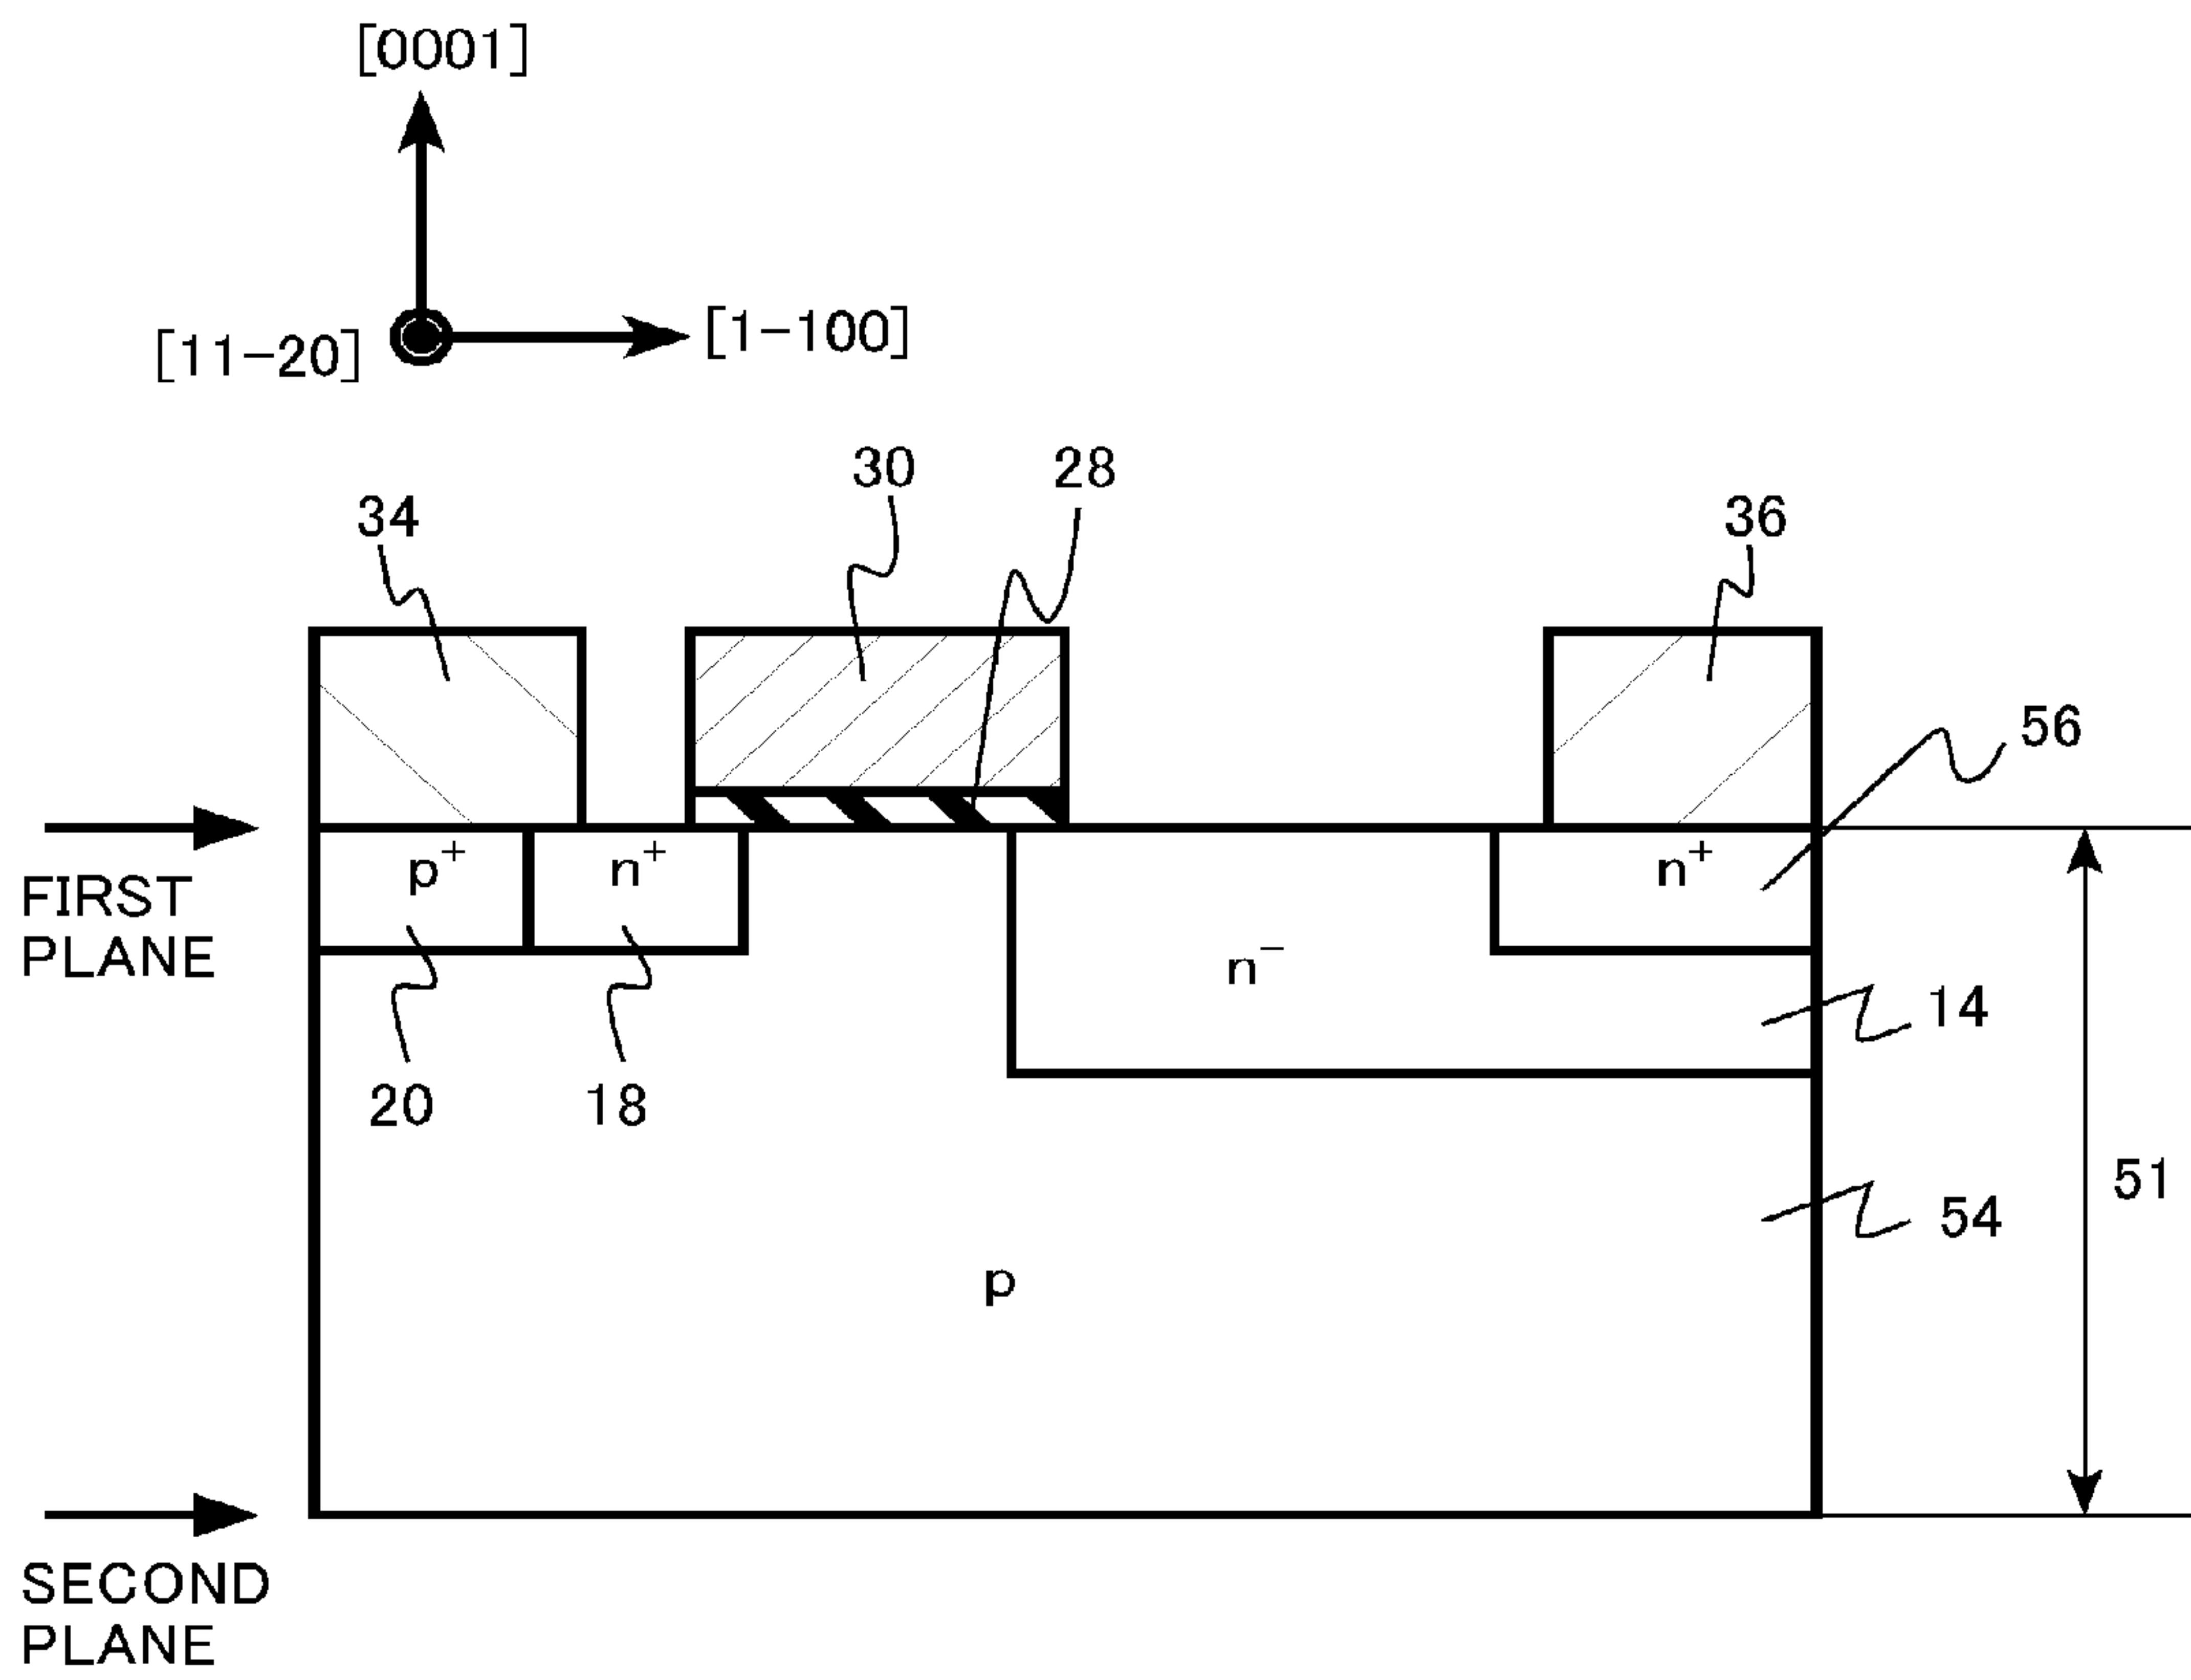 [0001]
[11-20]
[1-100]
30
28
34
36
56
FIRST
PLANE
p+
n+
n+
n−
14
20
18
51
54
p
SECOND
PLANE